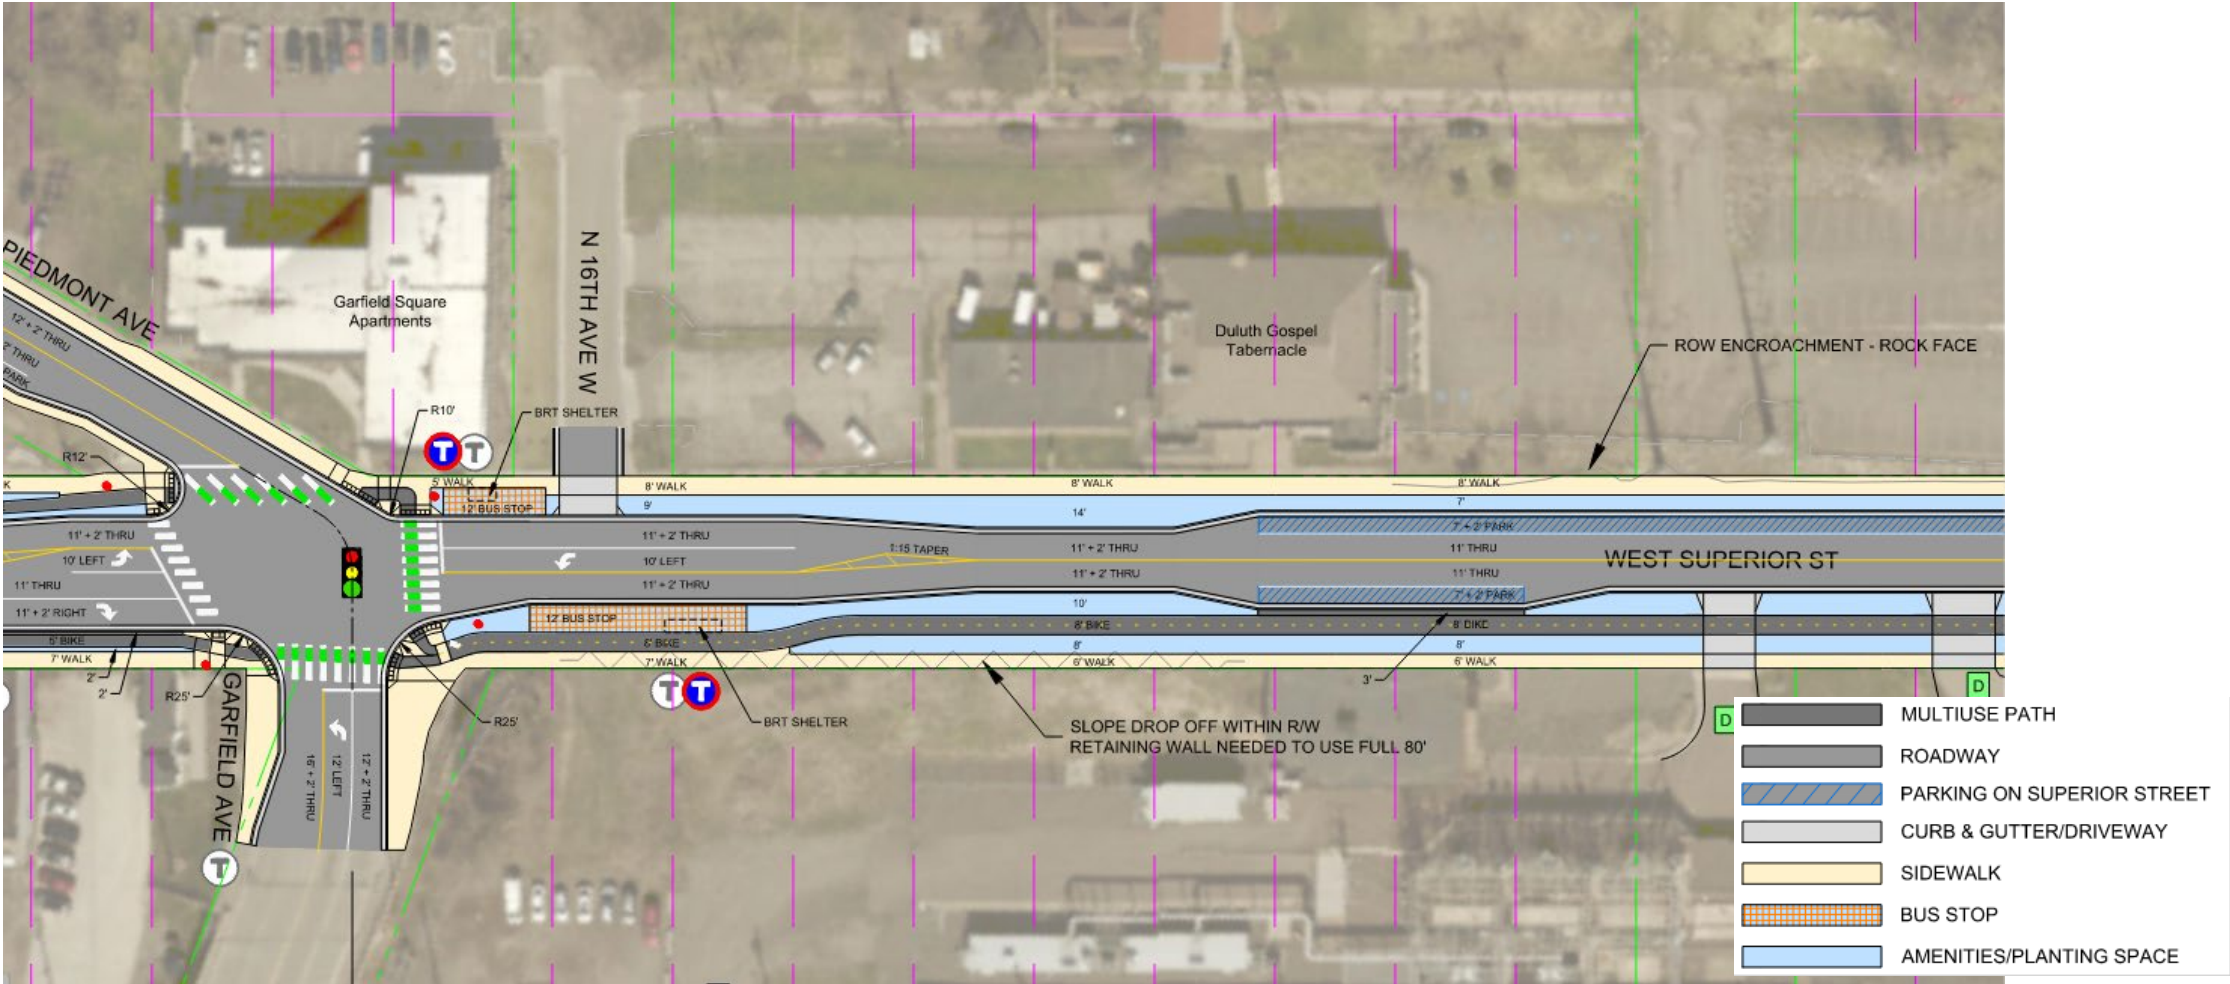 PIEDMONT AVE
12' + 2' THRU
2' THRU
PARK
Garfield Square
Apartments
N 16TH AVE W
Duluth Gospel
Tabernacle
ROW ENCROACHMENT - ROCK FACE
R10'
BRT SHELTER
T
T
R12'
K
5' WALK
8' WALK
8' WALK
8' WALK
12' BUS STOP
9'
14'
7'
7' + 2' PARK
11' + 2' THRU
11' + 2' THRU
11' + 2' THRU
11' THRU
10' LEFT
10' LEFT
1:15 TAPER
WEST SUPERIOR ST
11' THRU
11' + 2' THRU
11' + 2' THRU
11' THRU
11' + 2' RIGHT
7' + 2' PARK
10'
12' BUS STOP
8' BIKE
8' BIKE
5' BIKE
8' BIKE
8'
8'
7' WALK
7' WALK
6' WALK
6' WALK
2'
2'
R25'
GARFIELD AVE
R25'
T
T
BRT SHELTER
3'
SLOPE DROP OFF WITHIN R/W
RETAINING WALL NEEDED TO USE FULL 80'
16' + 2' THRU
12' LEFT
12' + 2' THRU
T
D
D
MULTIUSE PATH
ROADWAY
PARKING ON SUPERIOR STREET
CURB & GUTTER/DRIVEWAY
SIDEWALK
BUS STOP
AMENITIES/PLANTING SPACE